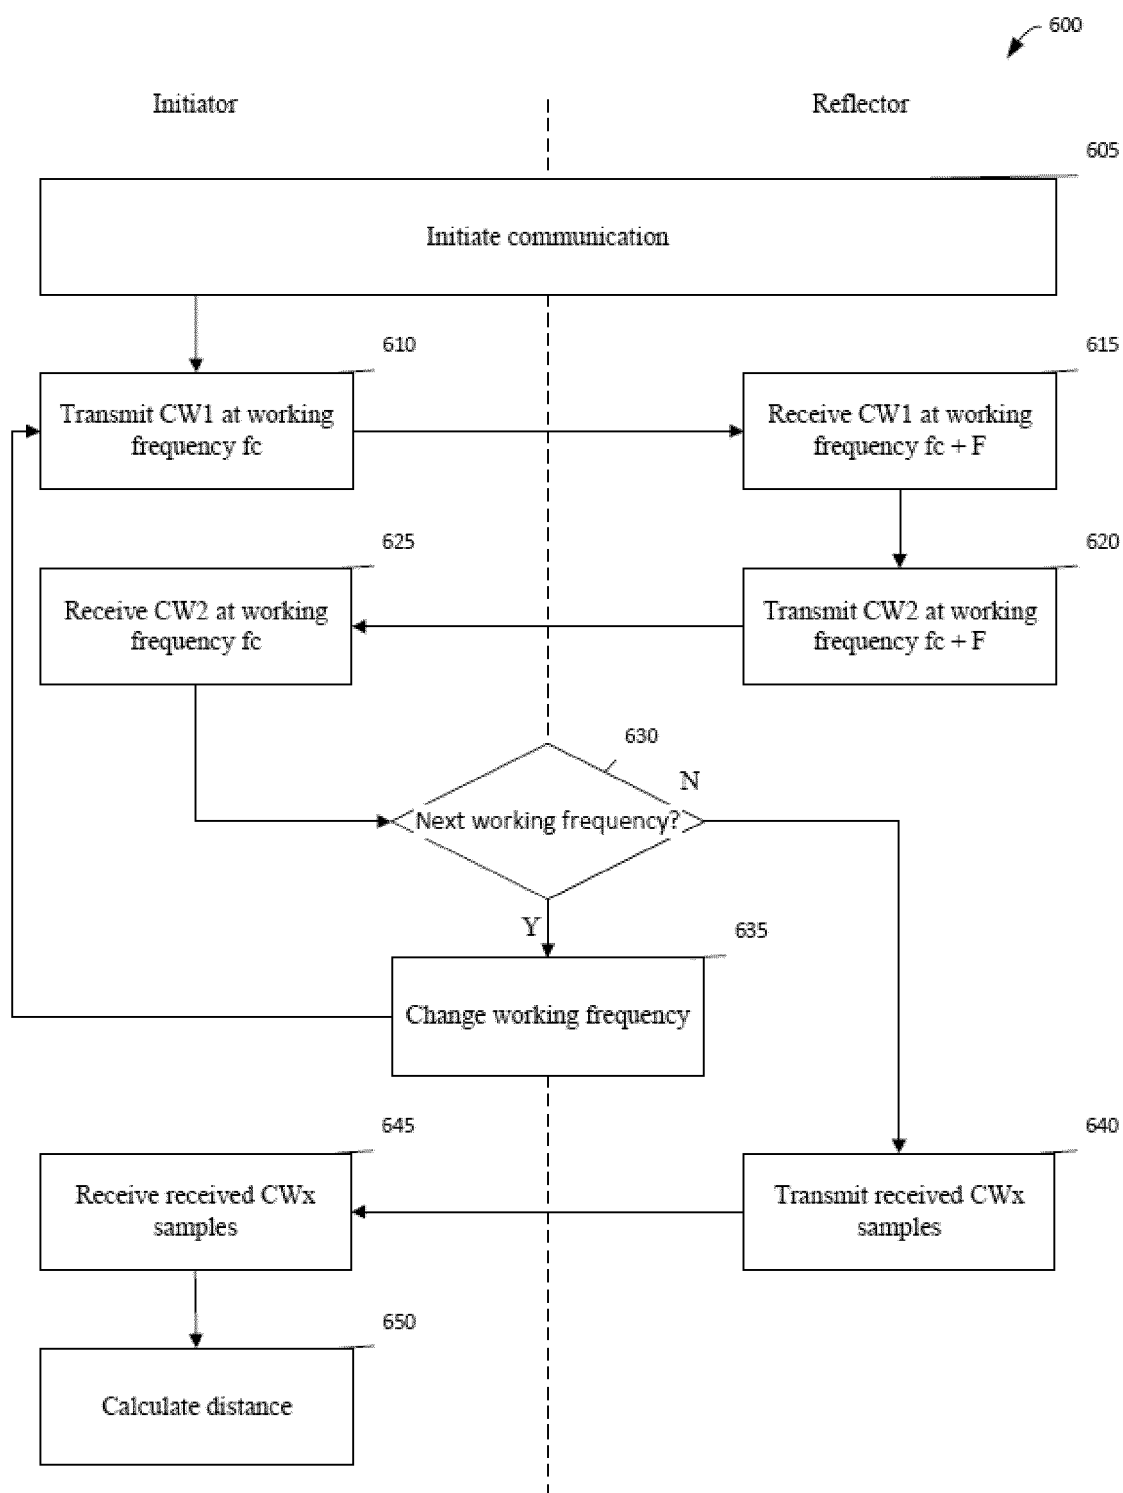 600
Initiator
Reflector
605
Initiate communication
610
615
Transmit CW1 at working
frequency fc
Receive CW1 at working
frequency fc + F
625
620
Receive CW2 at working
frequency fc
Transmit CW2 at working
frequency fc + F
630
N
Next working frequency?
Y
635
Change working frequency
645
640
Receive received CWx
samples
Transmit received CWx
samples
650
Calculate distance